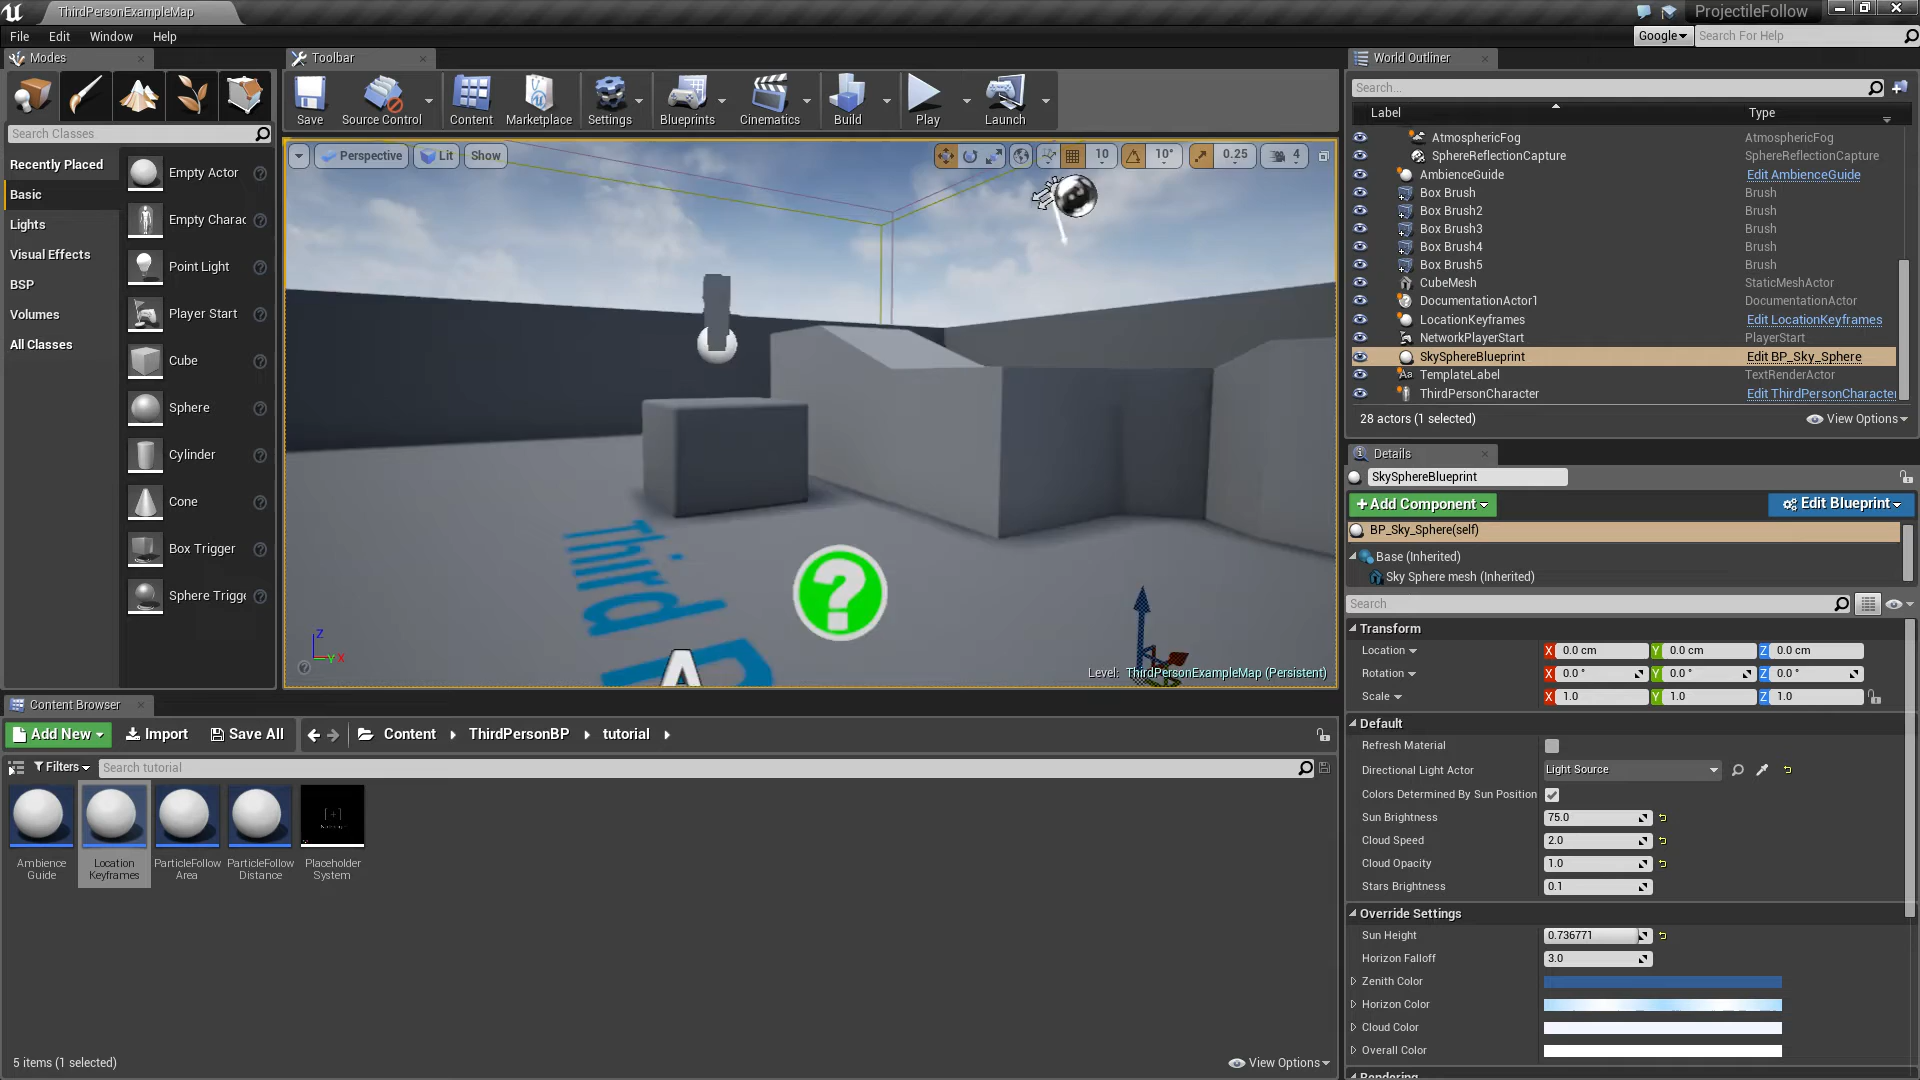 ThirdPersonExampleMap
ProjectileFollow
File Edit Window Help
Google
Search For Help
Modes
Toolbar
World Outliner
Save
Source Control
Content
Marketplace
Settings
Blueprints
Cinematics
Build
Play
Launch
Search Classes
Recently Placed
Basic
Lights
Visual Effects
BSP
Volumes
All Classes
Empty Actor
Empty Charac
Point Light
Player Start
Cube
Sphere
Cylinder
Cone
Box Trigger
Sphere Trigge
Perspective
Lit
Show
10
10°
0.25
4
Third P
A
?
Z
Y X
Level: ThirdPersonExampleMap (Persistent)
Search...
Label Type
AtmosphericFog AtmosphericFog
SphereReflectionCapture SphereReflectionCapture
AmbienceGuide Edit AmbienceGuide
Box Brush Brush
Box Brush2 Brush
Box Brush3 Brush
Box Brush4 Brush
Box Brush5 Brush
CubeMesh StaticMeshActor
DocumentationActor1 DocumentationActor
LocationKeyframes Edit LocationKeyframes
NetworkPlayerStart PlayerStart
SkySphereBlueprint Edit BP_Sky_Sphere
TemplateLabel TextRenderActor
ThirdPersonCharacter Edit ThirdPersonCharacter
28 actors (1 selected)
View Options
Details
SkySphereBlueprint
+Add Component
Edit Blueprint
BP_Sky_Sphere(self)
Base (Inherited)
Sky Sphere mesh (Inherited)
Search
Transform
Location X 0.0 cm Y 0.0 cm Z 0.0 cm
Rotation X 0.0 ° Y 0.0 ° Z 0.0 °
Scale X 1.0 Y 1.0 Z 1.0
Default
Refresh Material
Directional Light Actor Light Source
Colors Determined By Sun Position
Sun Brightness 75.0
Cloud Speed 2.0
Cloud Opacity 1.0
Stars Brightness 0.1
Override Settings
Sun Height 0.736771
Horizon Falloff 3.0
Zenith Color
Horizon Color
Cloud Color
Overall Color
Rendering
Content Browser
Add New
Import
Save All
Content ThirdPersonBP tutorial
Filters
Search tutorial
Ambience
Guide
Location
Keyframes
ParticleFollow
Area
ParticleFollow
Distance
Placeholder
System
5 items (1 selected)
View Options